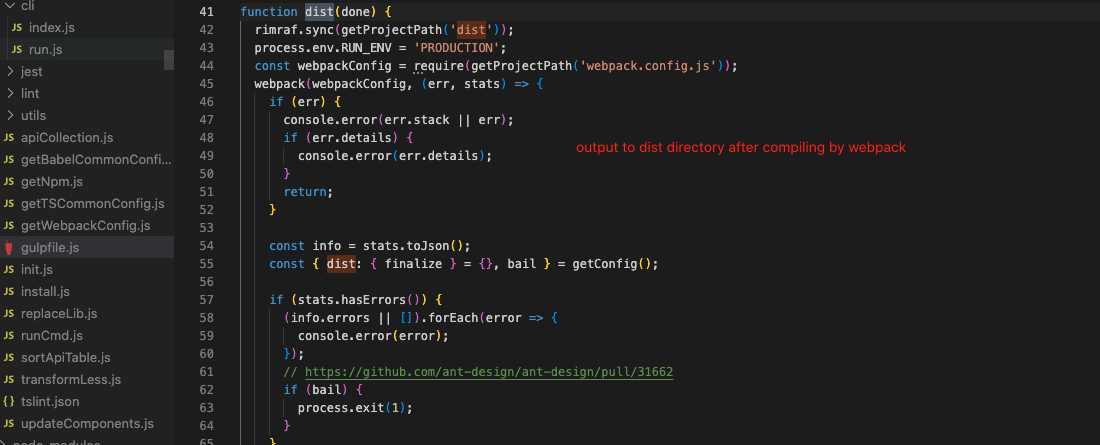 cli
JS index.js
JS run.js
jest
lint
utils
JS apiCollection.js
JS getBabelCommonConfi...
JS getNpm.js
JS getTSCommonConfig.js
JS getWebpackConfig.js
gulpfile.js
JS init.js
JS install.js
JS replaceLib.js
JS runCmd.js
JS sortApiTable.js
JS transformLess.js
{ } tslint.json
JS updateComponents.js
node_modules
41 function dist(done) {
42 rimraf.sync(getProjectPath('dist'));
43 process.env.RUN_ENV = 'PRODUCTION';
44 const webpackConfig = require(getProjectPath('webpack.config.js'));
45 webpack(webpackConfig, (err, stats) => {
46 if (err) {
47 console.error(err.stack || err);
48 if (err.details) {
49 console.error(err.details);
50 }
51 return;
52 }
53
54 const info = stats.toJson();
55 const { dist: { finalize } = {}, bail } = getConfig();
56
57 if (stats.hasErrors()) {
58 (info.errors || []).forEach(error => {
59 console.error(error);
60 });
61 // https://github.com/ant-design/ant-design/pull/31662
62 if (bail) {
63 process.exit(1);
64 }
65 }
output to dist directory after compiling by webpack